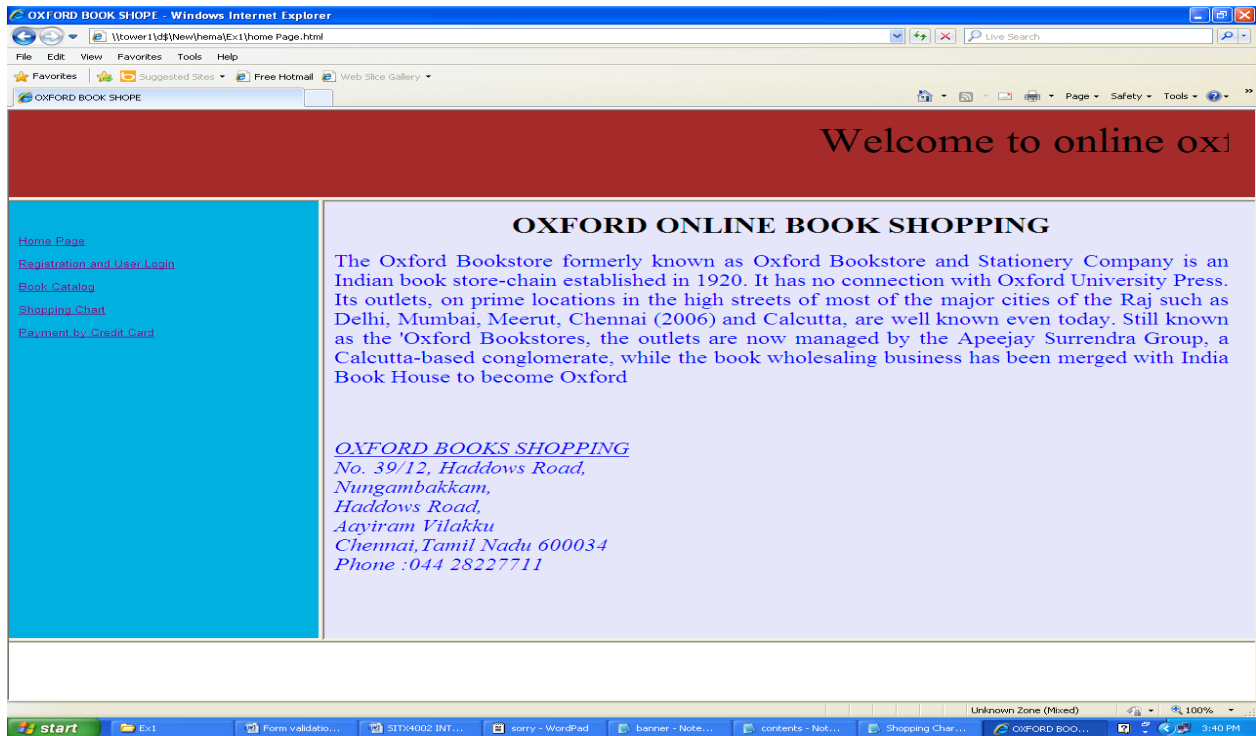 OXFORD BOOK SHOPE - Windows Internet Explorer
\\tower1\d$\New\hema\Ex1\home Page.html
Live Search
File Edit View Favorites Tools Help
Favorites Suggested Sites Free Hotmail Web Slice Gallery
OXFORD BOOK SHOPE
Page Safety Tools
Welcome to online oxf
Home Page
Registration and User Login
Book Catalog
Shopping Chart
Payment by Credit Card
OXFORD ONLINE BOOK SHOPPING
The Oxford Bookstore formerly known as Oxford Bookstore and Stationery Company is an
Indian book store-chain established in 1920. It has no connection with Oxford University Press.
Its outlets, on prime locations in the high streets of most of the major cities of the Raj such as
Delhi, Mumbai, Meerut, Chennai (2006) and Calcutta, are well known even today. Still known
as the 'Oxford Bookstores, the outlets are now managed by the Apeejay Surrendra Group, a
Calcutta-based conglomerate, while the book wholesaling business has been merged with India
Book House to become Oxford
OXFORD BOOKS SHOPPING
No. 39/12, Haddows Road,
Nungambakkam,
Haddows Road,
Aayiram Vilakku
Chennai,Tamil Nadu 600034
Phone :044 28227711
Unknown Zone (Mixed) 100%
start Ex1 Form validatio... SITX4002 INT... sorry - WordPad banner - Note... contents - Not... Shopping Char... OXFORD BOO... 3:40 PM